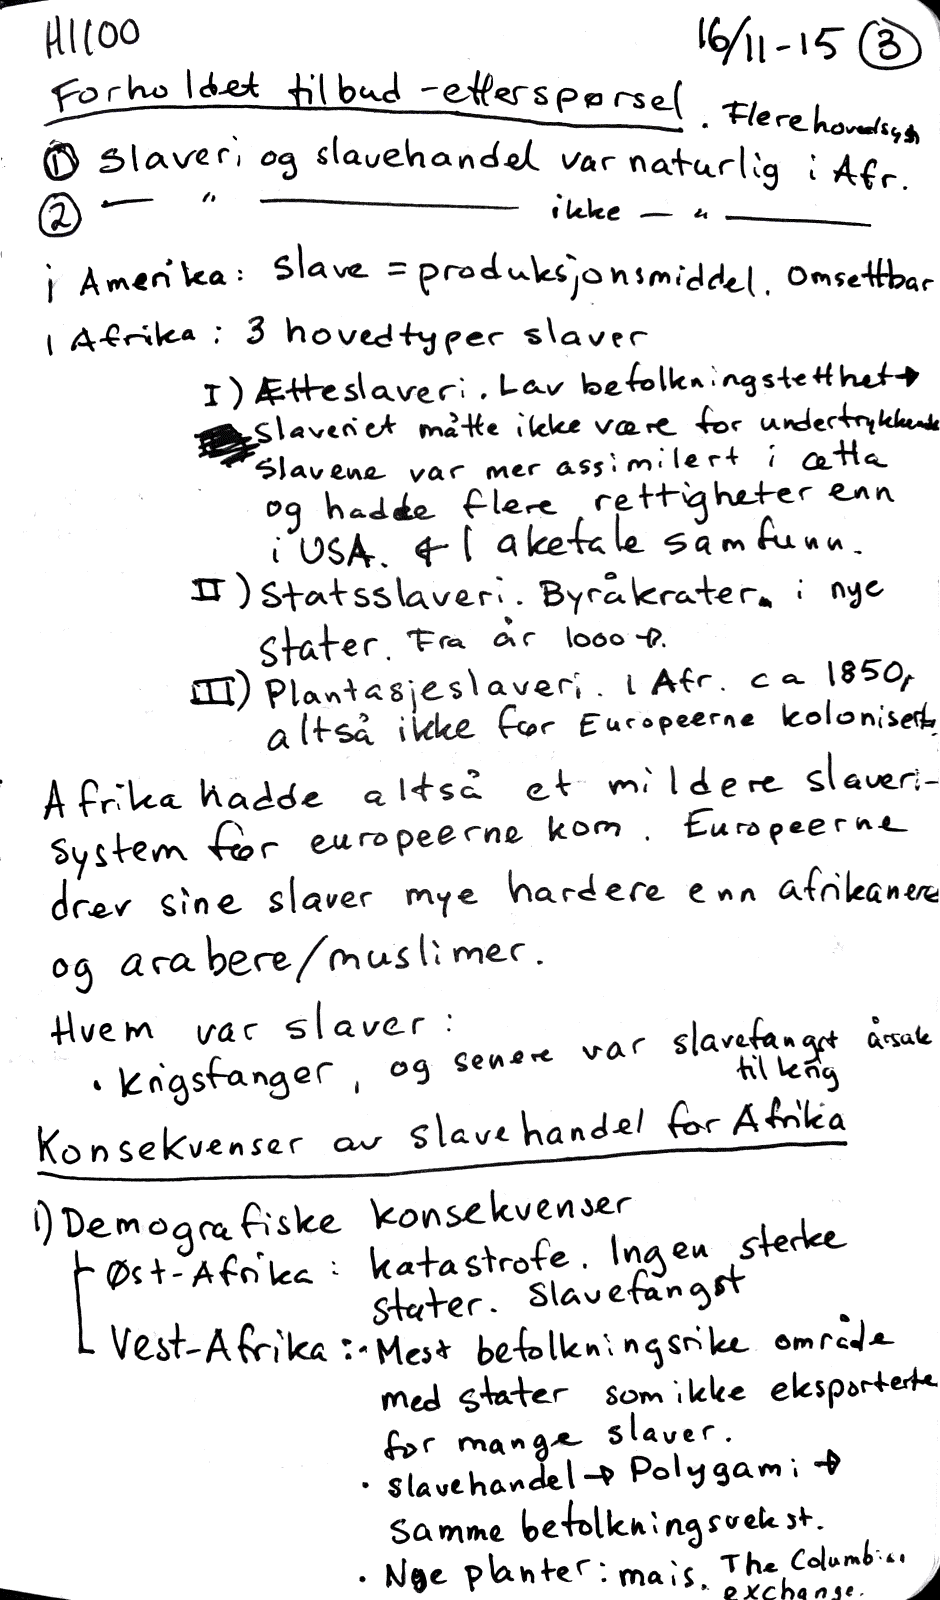 HI100
16/11-15 (3)
Forholdet tilbud-etterspørsel. Flere hovedsyn
① Slaveri og slavehandel var naturlig i Afr.
② — " — ikke — " —
i Amerika: Slave = produksjonsmiddel. Omsettbar
I Afrika: 3 hovedtyper slaver
I) Ætteslaveri. Lav befolkningstetthet→
Slaveriet måtte ikke være for undertrykkende
Slavene var mer assimilert i ætta
og hadde flere rettigheter enn
i USA. & I aketale samfunn.
II) Statsslaveri. Byråkrater i nye
stater. Fra år 1000→.
III) Plantasjeslaveri. I Afr. ca 1850,
altså ikke før Europeerne koloniserte.
Afrika hadde altså et mildere slaveri-
system før europeerne kom. Europeerne
drev sine slaver mye hardere enn afrikanere
og arabere/muslimer.
Hvem var slaver:
• Krigsfanger, og senere var slavefangst årsak
til krig
Konsekvenser av slavehandel for Afrika
1) Demografiske konsekvenser
Øst-Afrika: katastrofe. Ingen sterke
stater. Slavefangst
Vest-Afrika: • Mest befolkningsrike område
med stater som ikke eksporterte
for mange slaver.
• slavehandel → Polygami →
samme befolkningsvekst.
• Nye planter: mais. The Columbian
exchange.